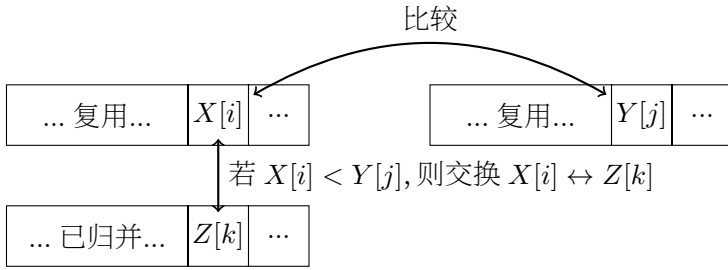 比较
... 复用... X[i] ... ... 复用... Y[j] ...
若 X[i] < Y[j], 则交换 X[i] ↔ Z[k]
... 已归并... Z[k] ...